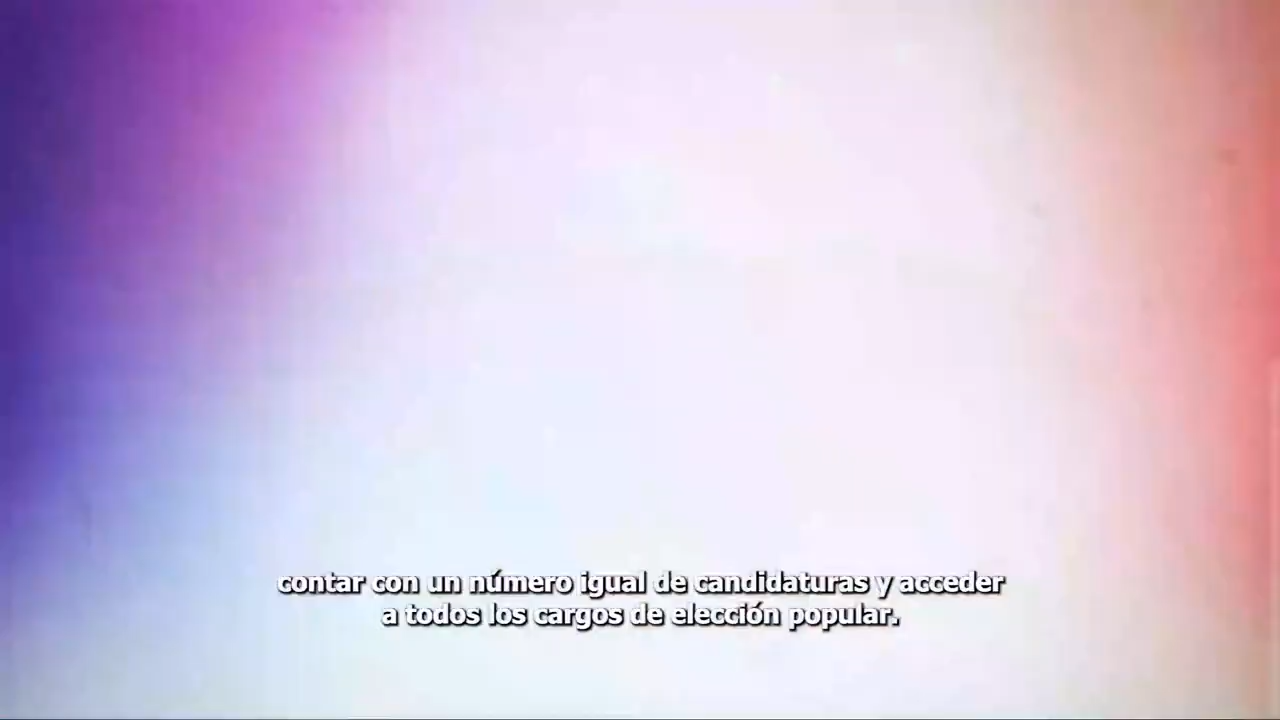 contar con un número igual de candidaturas y acceder
a todos los cargos de elección popular.